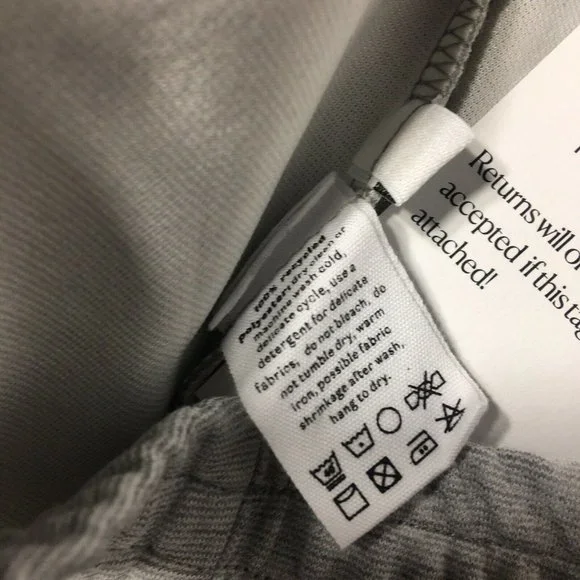 100% recycled
polyester: dry clean or
machine wash cold,
delicate cycle, use a
detergent for delicate
fabrics, do not bleach, do
not tumble dry, warm
iron, possible fabric
shrinkage after wash,
hang to dry.
Returns will o
accepted if this tag
attached!